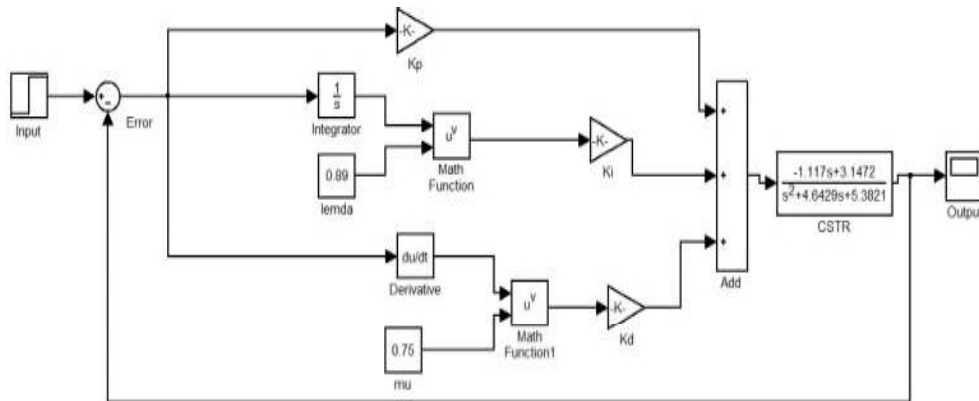 -K-
Kp
+
-
Input
Error
1
s
Integrator
u^v
Math
Function
0.89
lemda
-K-
Ki
+
+
+
Add
-1.117s+3.1472
s^2+4.6429s+5.3821
CSTR
Outpu
du/dt
Derivative
u^v
Math
Function1
-K-
Kd
0.75
mu